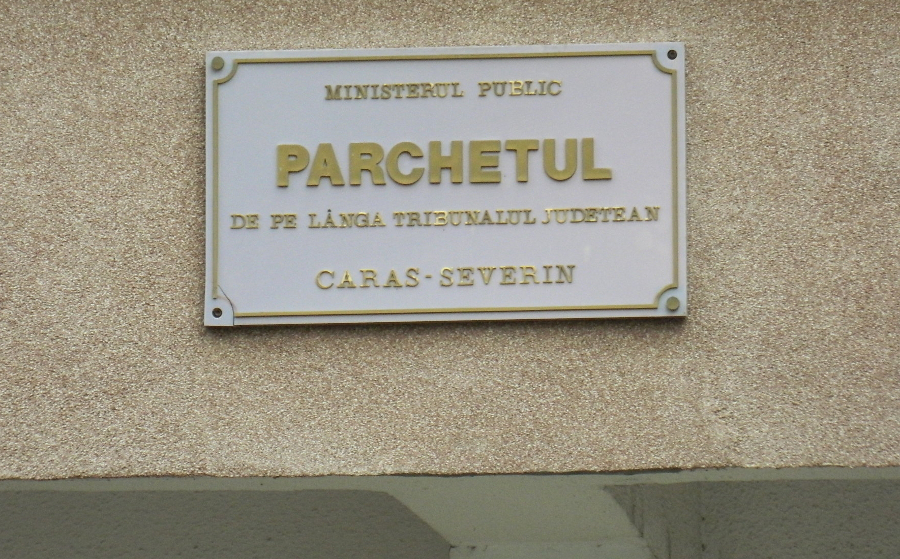 MINISTERUL PUBLIC
PARCHETUL
DE PE LÂNGA TRIBUNALUL JUDETEAN
CARAS-SEVERIN